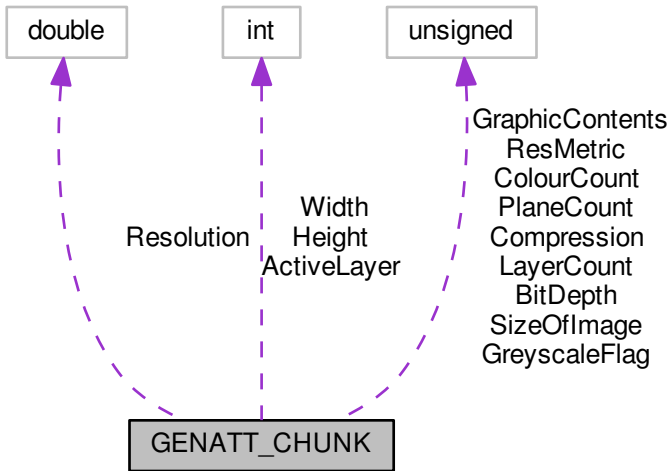 double
int
unsigned
Resolution
Width
Height
ActiveLayer
GraphicContents
ResMetric
ColourCount
PlaneCount
Compression
LayerCount
BitDepth
SizeOfImage
GreyscaleFlag
GENATT_CHUNK